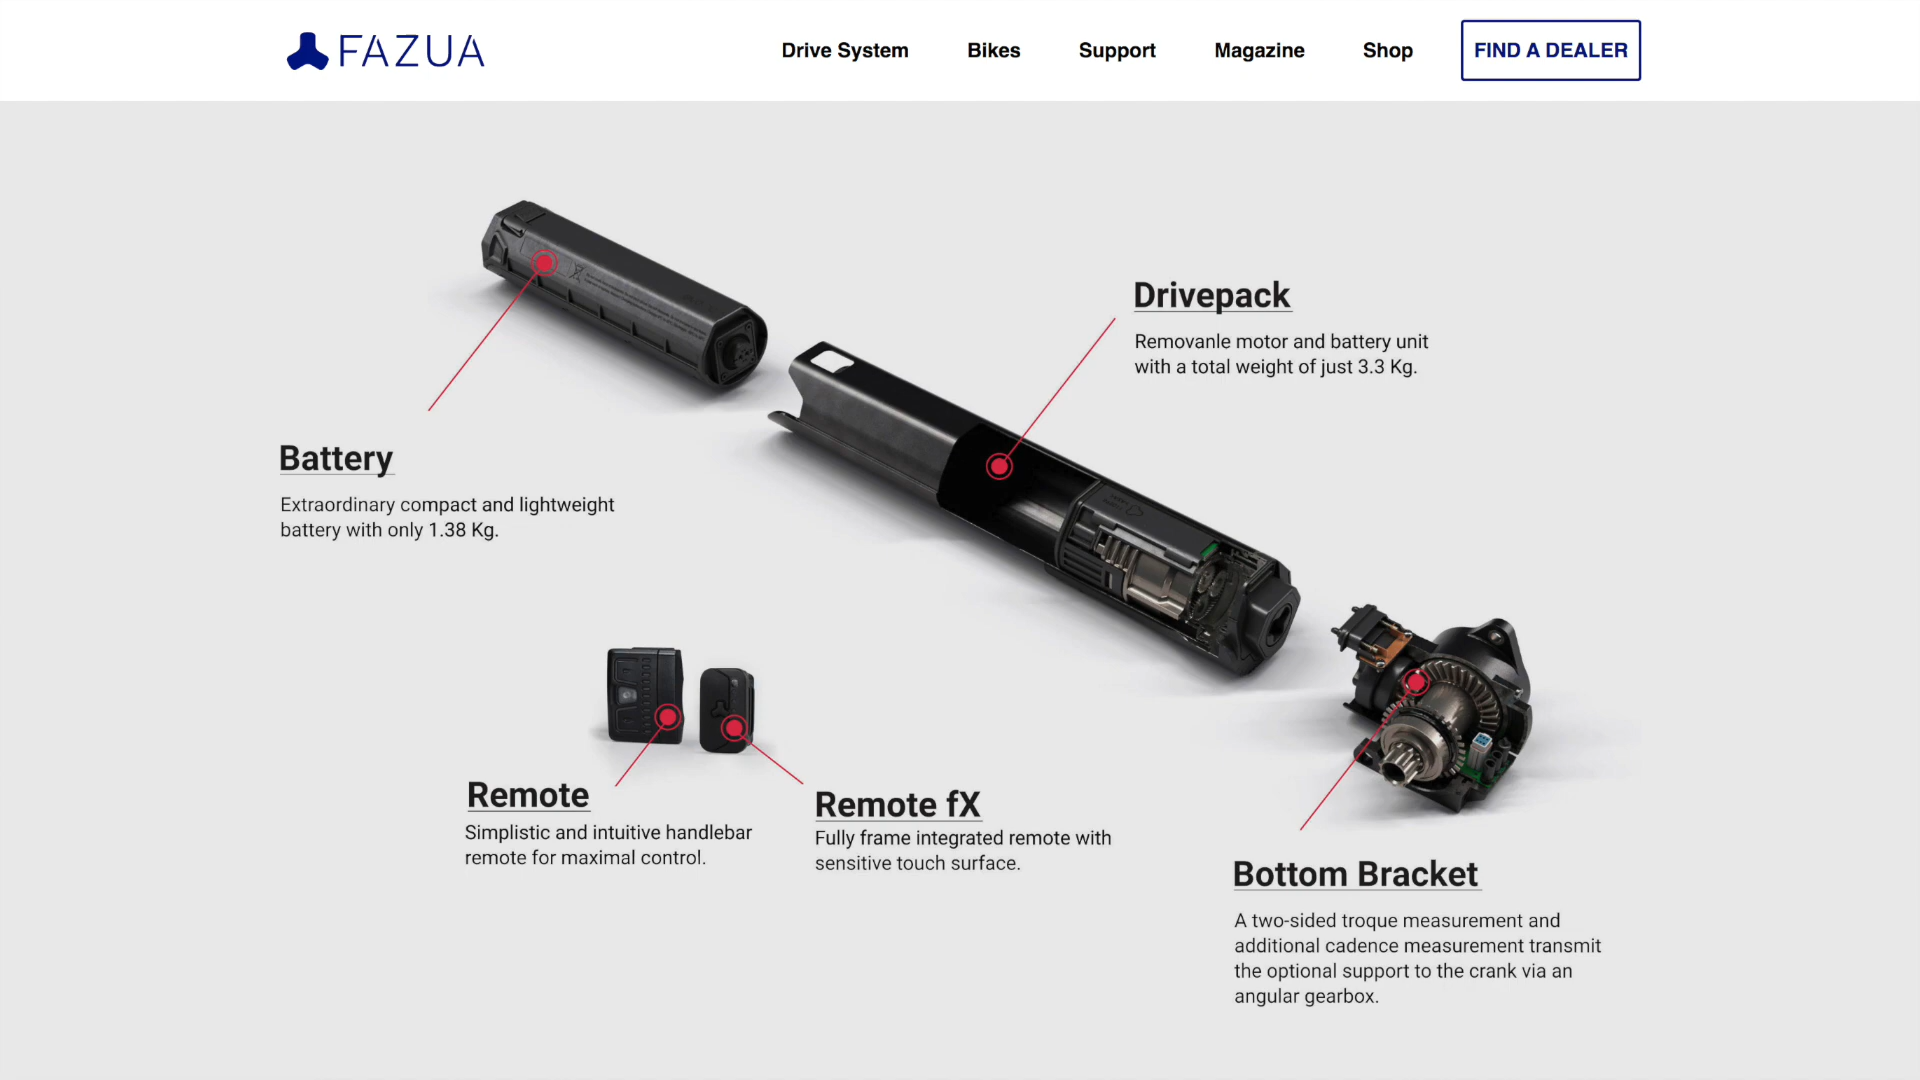 FAZUA
Drive System
Bikes
Support
Magazine
Shop
FIND A DEALER
Drivepack
Removanle motor and battery unit
with a total weight of just 3.3 Kg.
Battery
Extraordinary compact and lightweight
battery with only 1.38 Kg.
Remote
Simplistic and intuitive handlebar
remote for maximal control.
Remote fX
Fully frame integrated remote with
sensitive touch surface.
Bottom Bracket
A two-sided troque measurement and
additional cadence measurement transmit
the optional support to the crank via an
angular gearbox.